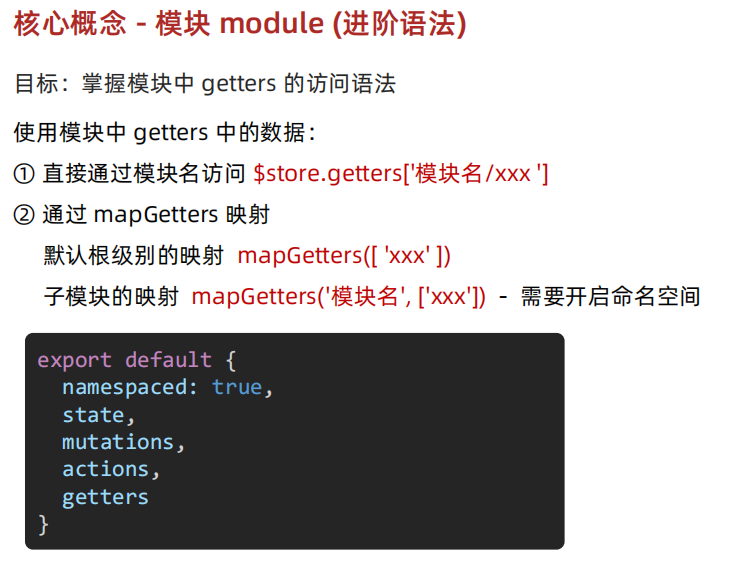 核心概念 - 模块 module (进阶语法)
目标：掌握模块中 getters 的访问语法
使用模块中 getters 中的数据：
① 直接通过模块名访问 $store.getters['模块名/xxx ']
② 通过 mapGetters 映射
默认根级别的映射 mapGetters([ 'xxx' ])
子模块的映射 mapGetters('模块名', ['xxx']) - 需要开启命名空间
export default {
  namespaced: true,
  state,
  mutations,
  actions,
  getters
}